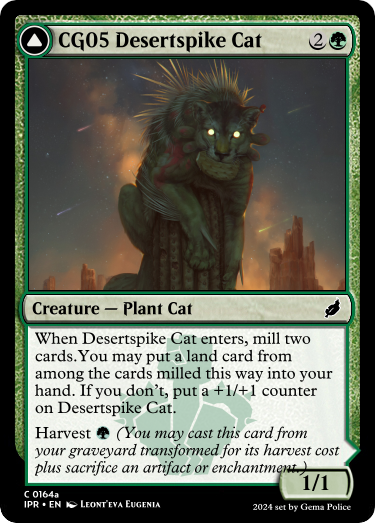 CG05 Desertspike Cat 2
Creature — Plant Cat
When Desertspike Cat enters, mill two
cards.You may put a land card from
among the cards milled this way into your
hand. If you don't, put a +1/+1 counter
on Desertspike Cat.
Harvest (You may cast this card from
your graveyard transformed for its harvest cost
plus sacrifice an artifact or enchantment.)
1/1
C 0164a
IPR • EN Leont'eva Eugenia
2024 set by Gema Police